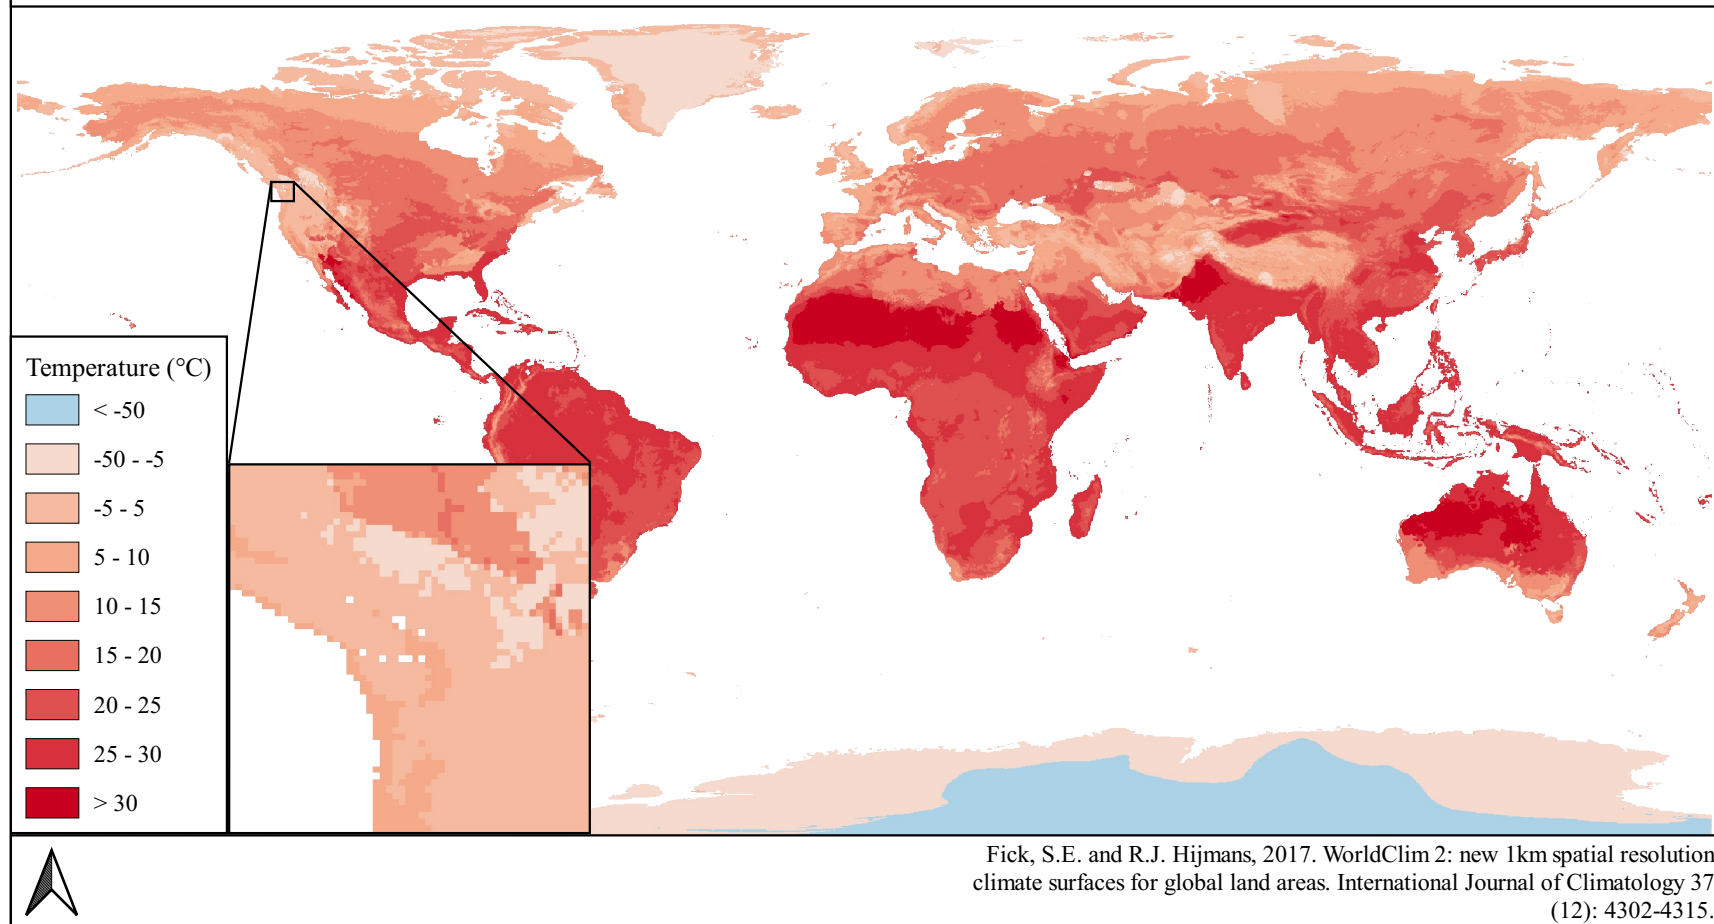 Temperature (°C)
< -50
-50 - -5
-5 - 5
5 - 10
10 - 15
15 - 20
20 - 25
25 - 30
> 30
Fick, S.E. and R.J. Hijmans, 2017. WorldClim 2: new 1km spatial resolution
climate surfaces for global land areas. International Journal of Climatology 37
(12): 4302-4315.